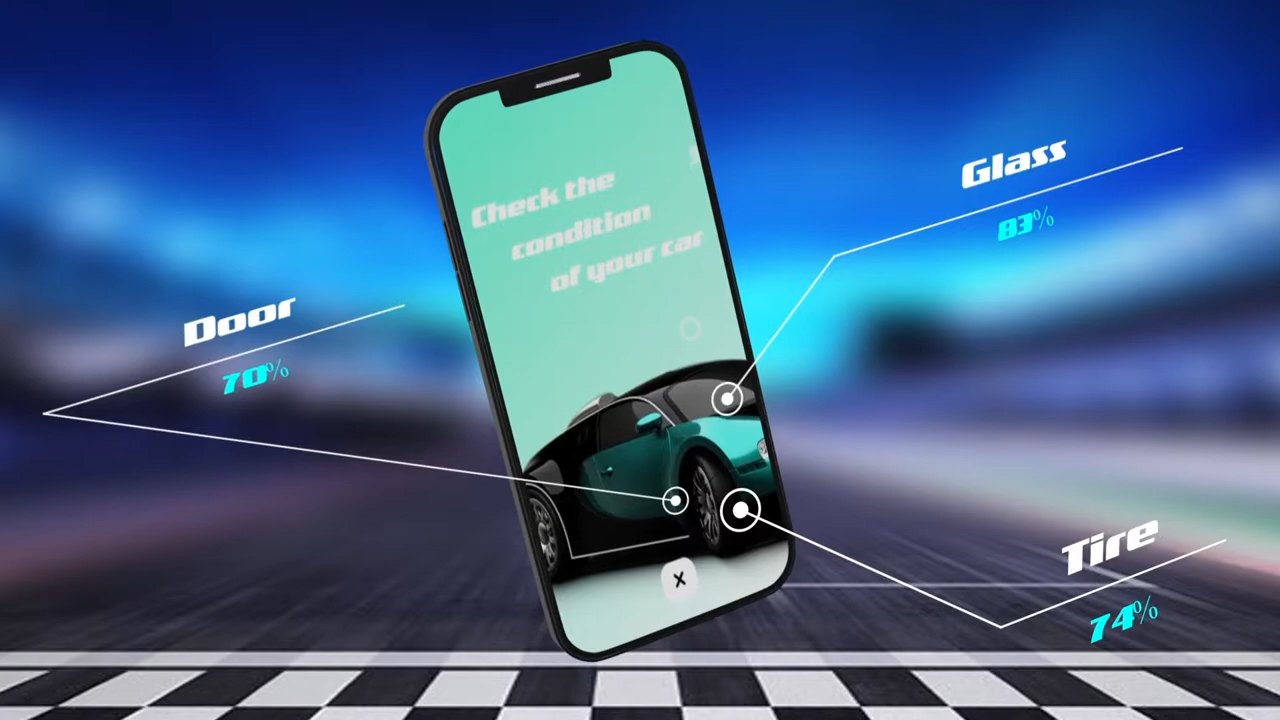 Check the
condition
of your car
Glass
83%
Door
70%
Tire
74%
X